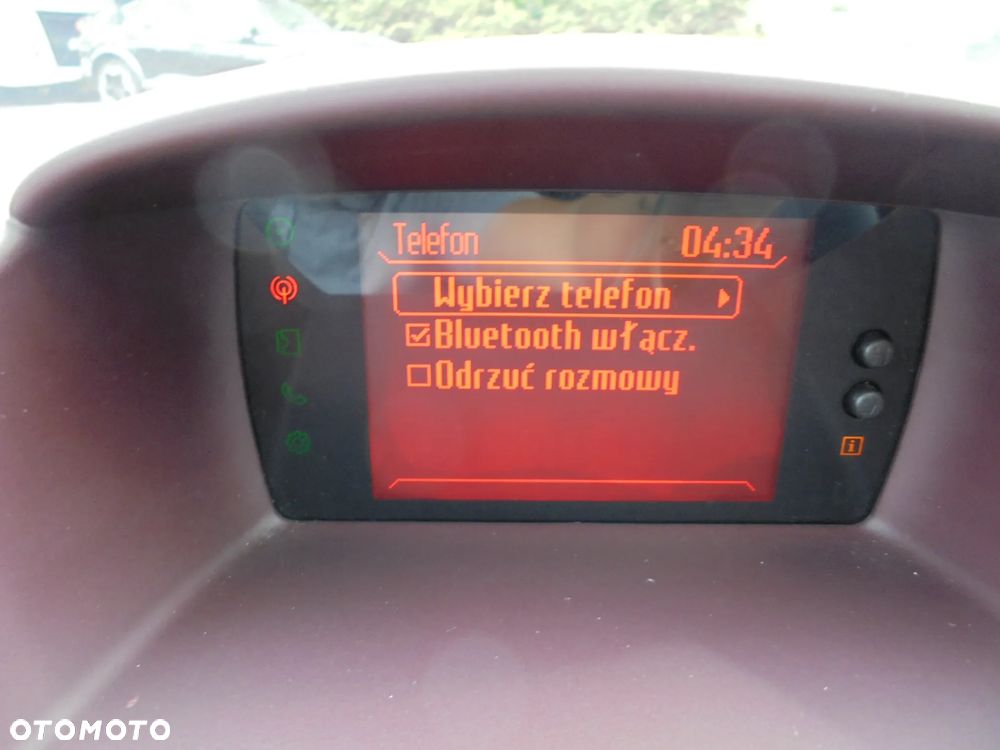 Telefon 04:34
Wybierz telefon
Bluetooth włącz.
Odrzuć rozmowy
i
OTOMOTO